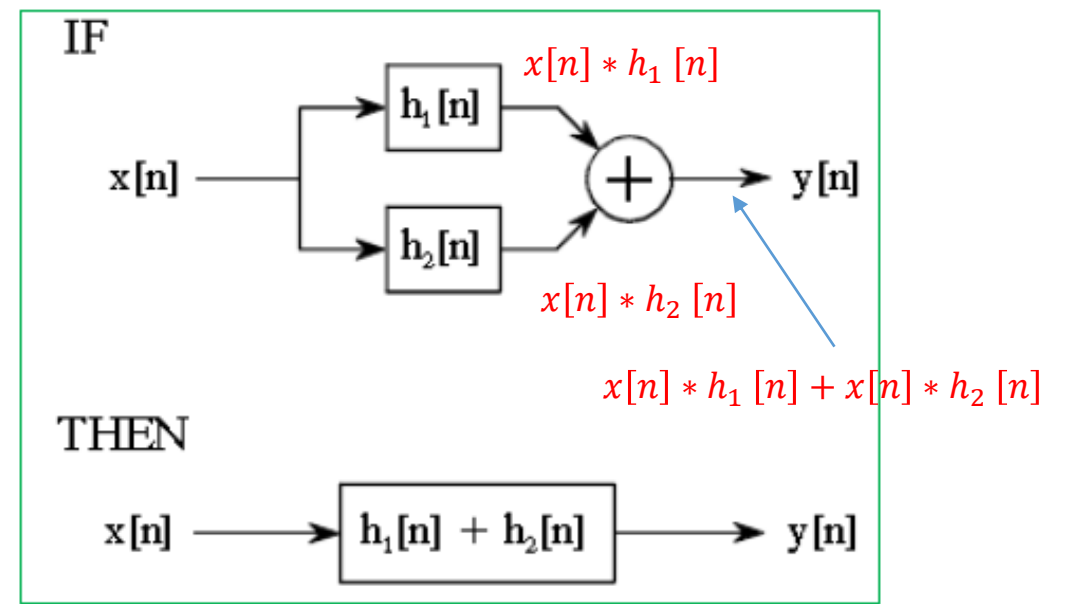 IF
x[n] ∗ h₁ [n]
h₁[n]
x[n]
+
y[n]
h₂[n]
x[n] ∗ h₂ [n]
x[n] ∗ h₁ [n] + x[n] ∗ h₂ [n]
THEN
x[n]
h₁[n] + h₂[n]
y[n]